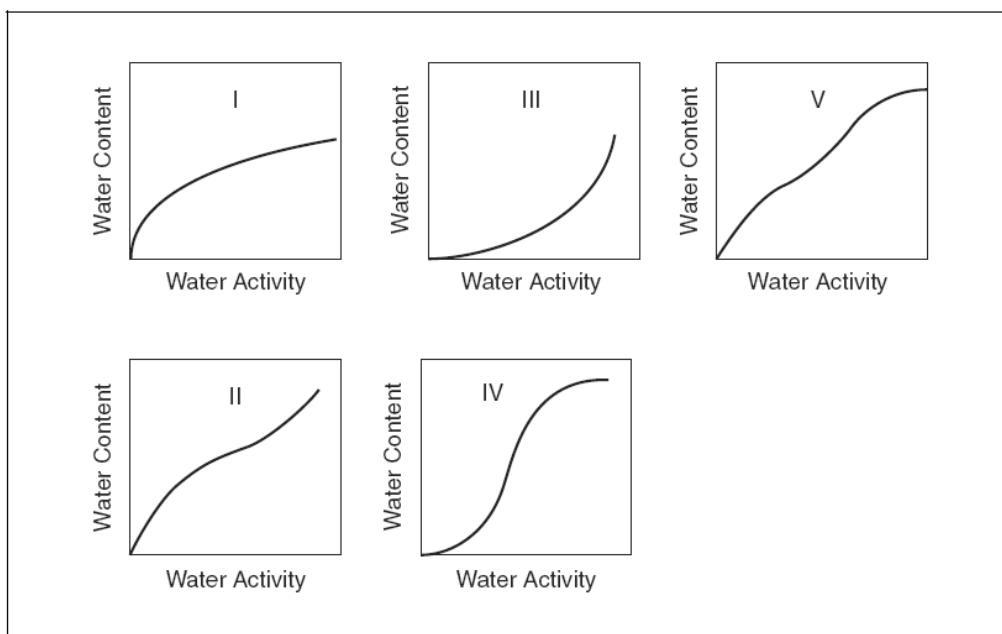 I
Water Content
Water Activity
III
Water Content
Water Activity
V
Water Content
Water Activity
II
Water Content
Water Activity
IV
Water Content
Water Activity